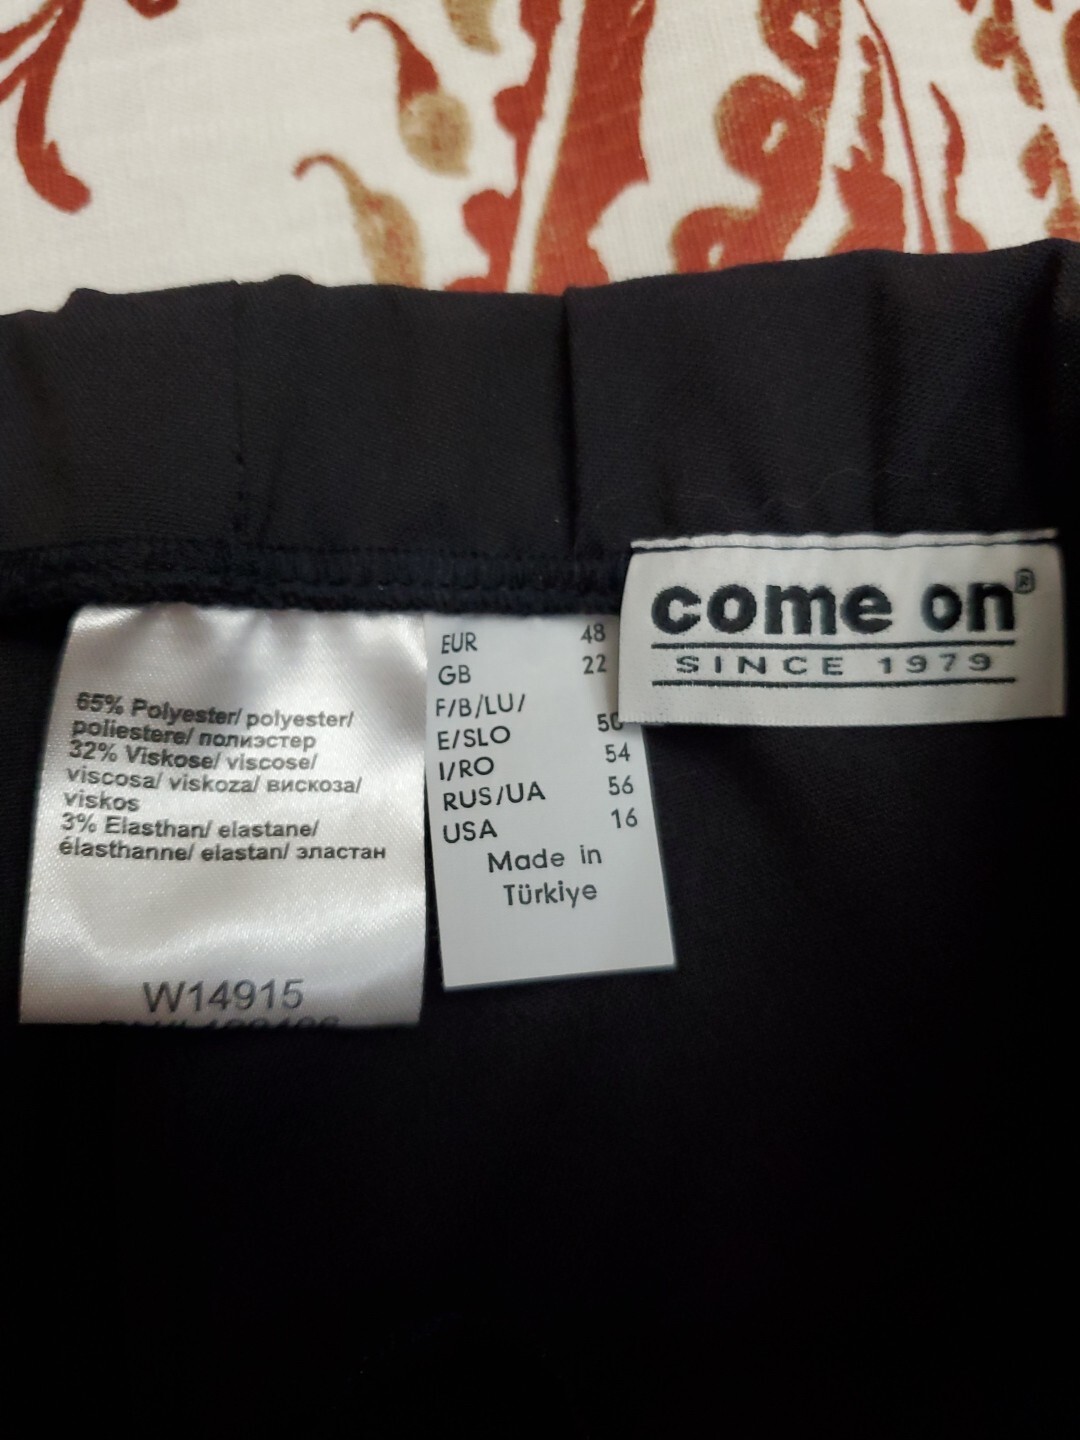 65% Polyester/ polyester/
poliestere/ полиэстер
32% Viskose/ viscose/
viscosa/ viskoza/ вискоза/
viskos
3% Elasthan/ elastane/
élasthanne/ elastan/ эластан
W14915
EUR 48
GB 22
F/B/LU/
E/SLO 50
I/RO 54
RUS/UA 56
USA 16
Made in
Türkiye
come on®
SINCE 1979